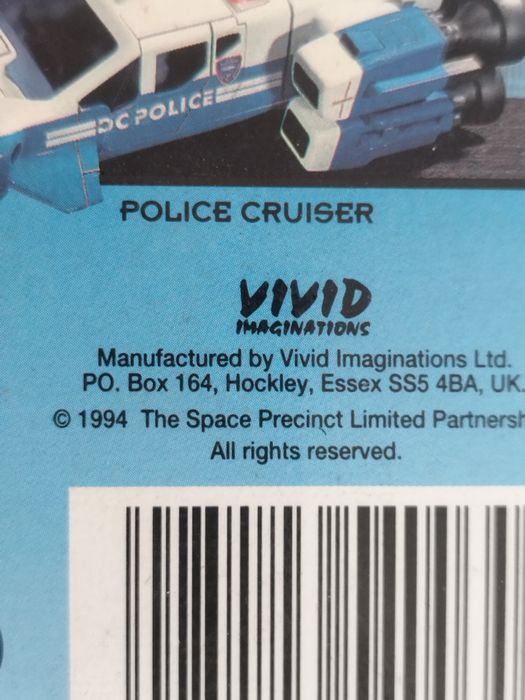 DC POLICE
POLICE CRUISER
VIVID
IMAGINATIONS
Manufactured by Vivid Imaginations Ltd.
PO. Box 164, Hockley, Essex SS5 4BA, UK.
© 1994 The Space Precinct Limited Partnersh
All rights reserved.